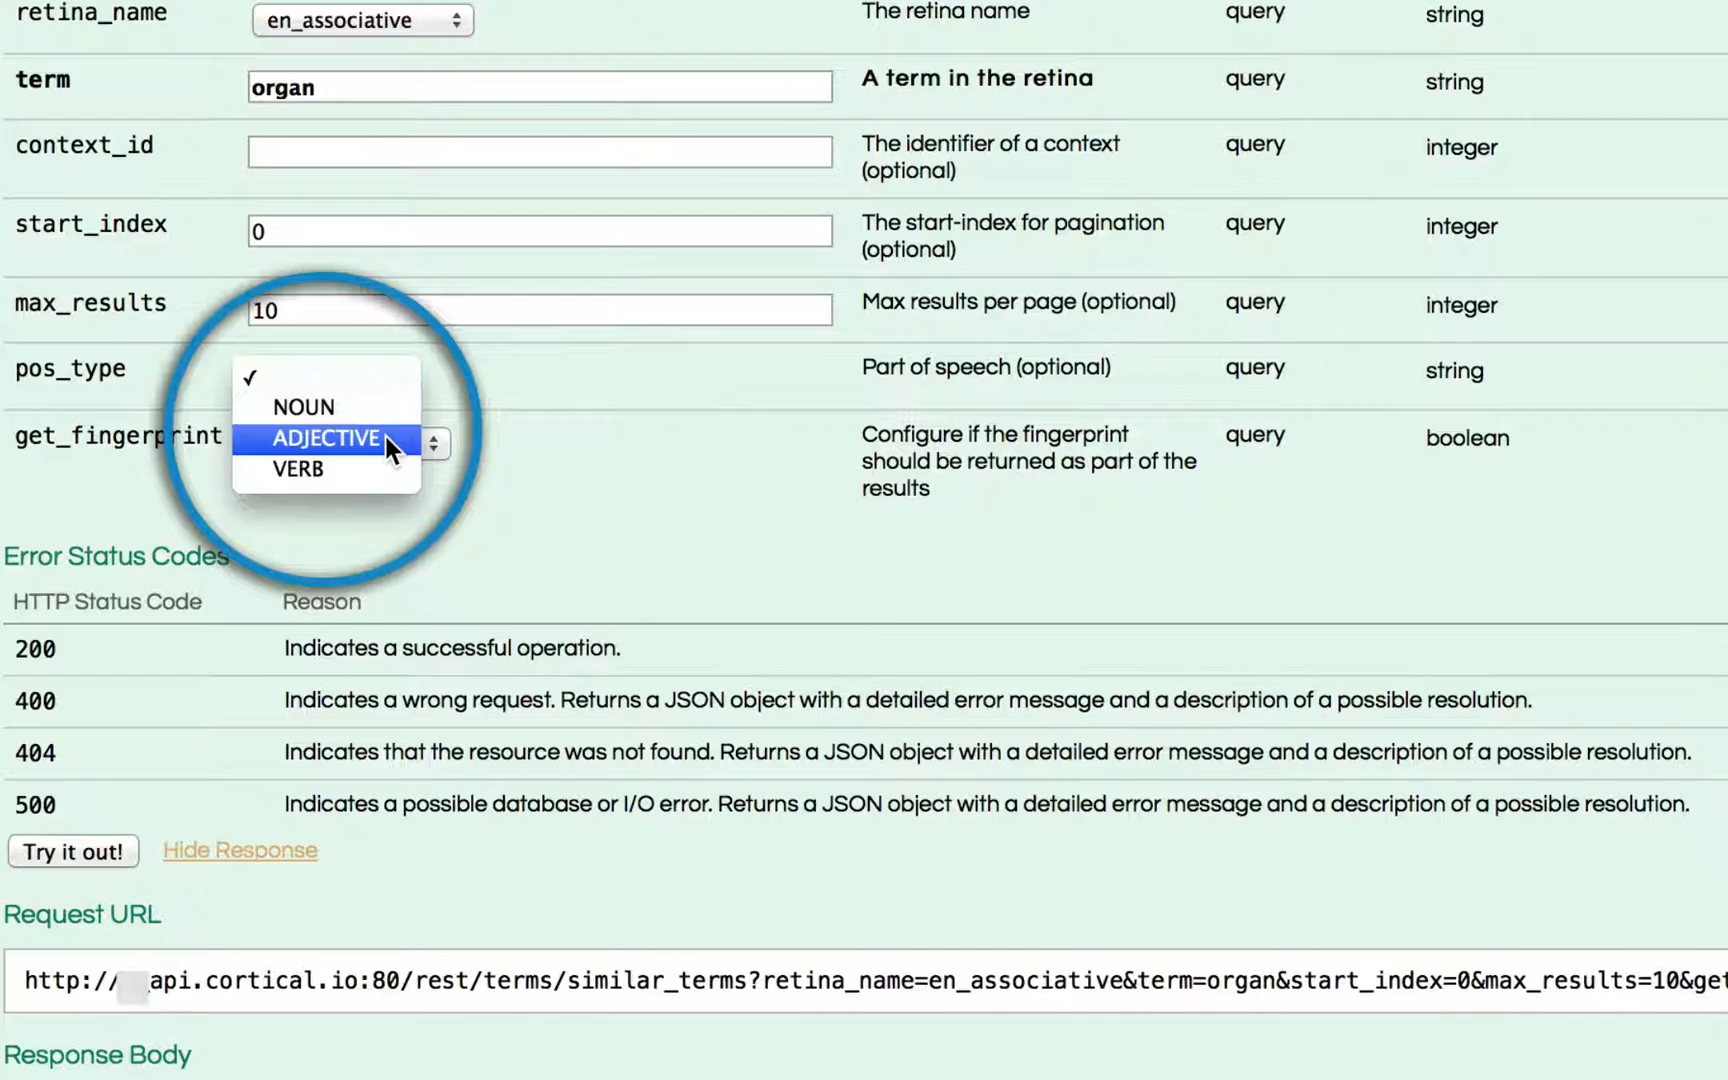 retina_name en_associative The retina name query string
term organ A term in the retina query string
context_id The identifier of a context query integer
(optional)
start_index 0 The start-index for pagination query integer
(optional)
max_results 10 Max results per page (optional) query integer
pos_type ✓ Part of speech (optional) query string
NOUN
get_fingerprint ADJECTIVE Configure if the fingerprint query boolean
VERB should be returned as part of the
results
Error Status Codes
HTTP Status Code Reason
200 Indicates a successful operation.
400 Indicates a wrong request. Returns a JSON object with a detailed error message and a description of a possible resolution.
404 Indicates that the resource was not found. Returns a JSON object with a detailed error message and a description of a possible resolution.
500 Indicates a possible database or I/O error. Returns a JSON object with a detailed error message and a description of a possible resolution.
Try it out! Hide Response
Request URL
http:// _api.cortical.io:80/rest/terms/similar_terms?retina_name=en_associative&term=organ&start_index=0&max_results=10&get
Response Body